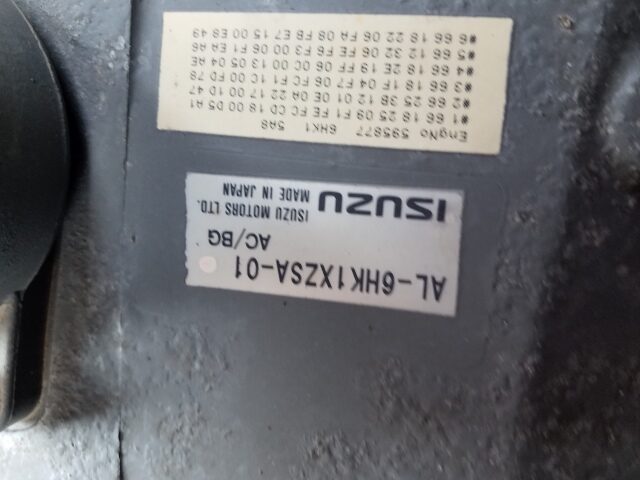 AL-6HK1XZSA-01
AC/BG
ISUZU ISUZU MOTORS LTD.
MADE IN JAPAN
EngNo 595877 6HK1 5A8
#1 66 18 25 09 F1 FE FC CD 18 00 D5 A1
#2 66 25 3B 12 01 0E 0A 22 17 00 1D 47
#3 66 18 1F 04 F7 06 FC F1 1C 00 FD 78
#4 66 18 2E 19 FF 06 0C 00 13 05 04 AE
#5 66 12 32 06 FE F6 F3 00 06 F1 EA A6
#6 66 18 22 06 FA 08 FB E7 15 00 E8 49